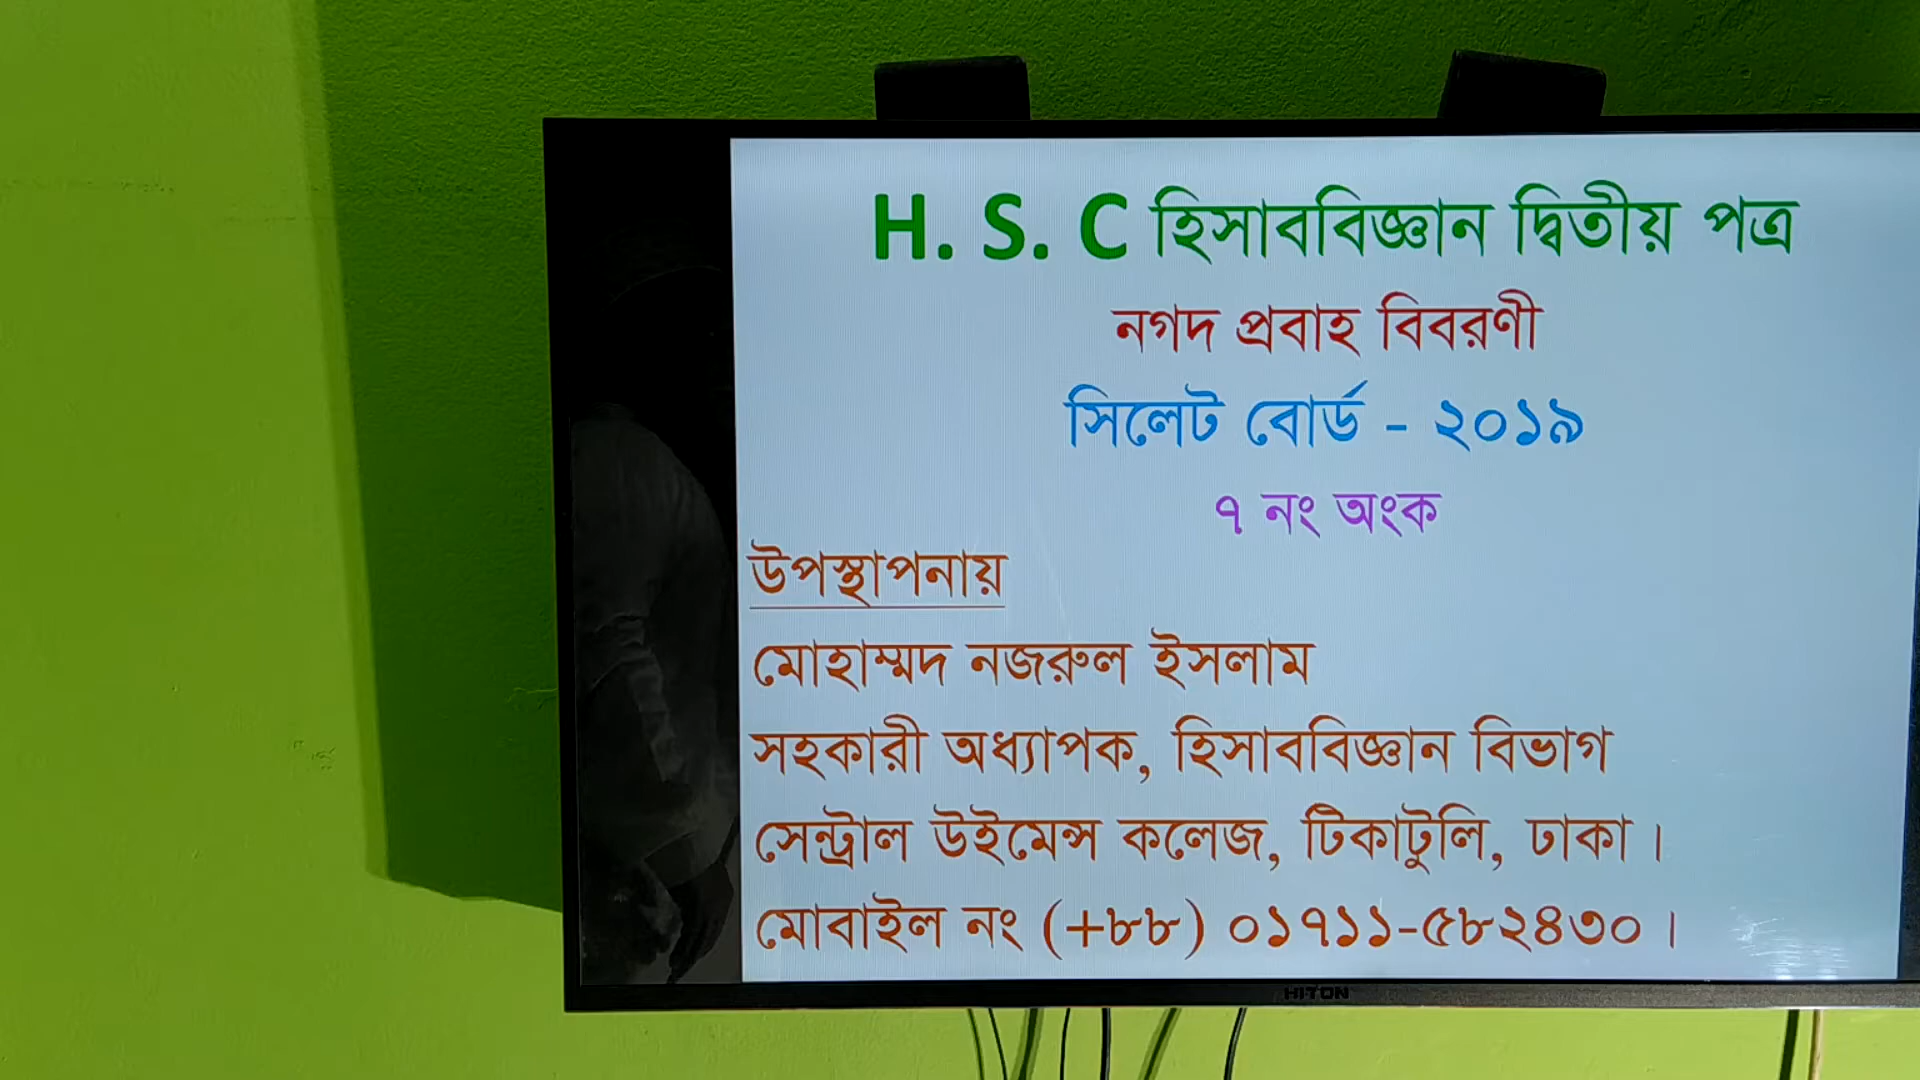 H. S. C হিসাববিজ্ঞান দ্বিতীয় পত্র
নগদ প্রবাহ বিবরণী
সিলেট বোর্ড - ২০১৯
৭ নং অংক
উপস্থাপনায়
মোহাম্মদ নজরুল ইসলাম
সহকারী অধ্যাপক, হিসাববিজ্ঞান বিভাগ
সেন্ট্রাল উইমেন্স কলেজ, টিকাটুলি, ঢাকা।
মোবাইল নং (+৮৮) ০১৭১১-৫৮২৪৩০।
HITON